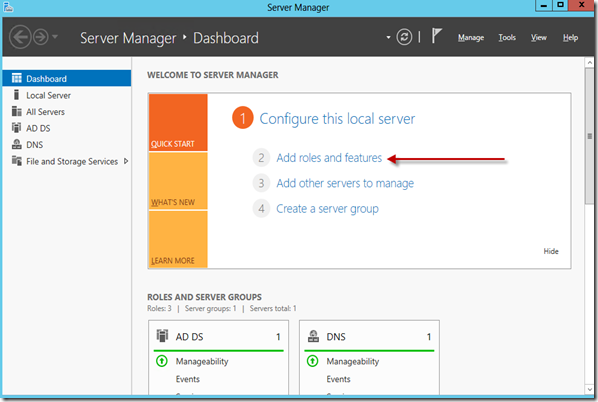 Server Manager
Server Manager • Dashboard
Manage Tools View Help
Dashboard
Local Server
All Servers
AD DS
DNS
File and Storage Services
WELCOME TO SERVER MANAGER
QUICK START
WHAT'S NEW
LEARN MORE
1 Configure this local server
2 Add roles and features
3 Add other servers to manage
4 Create a server group
Hide
ROLES AND SERVER GROUPS
Roles: 3 | Server groups: 1 | Servers total: 1
AD DS 1
Manageability
Events
DNS 1
Manageability
Events